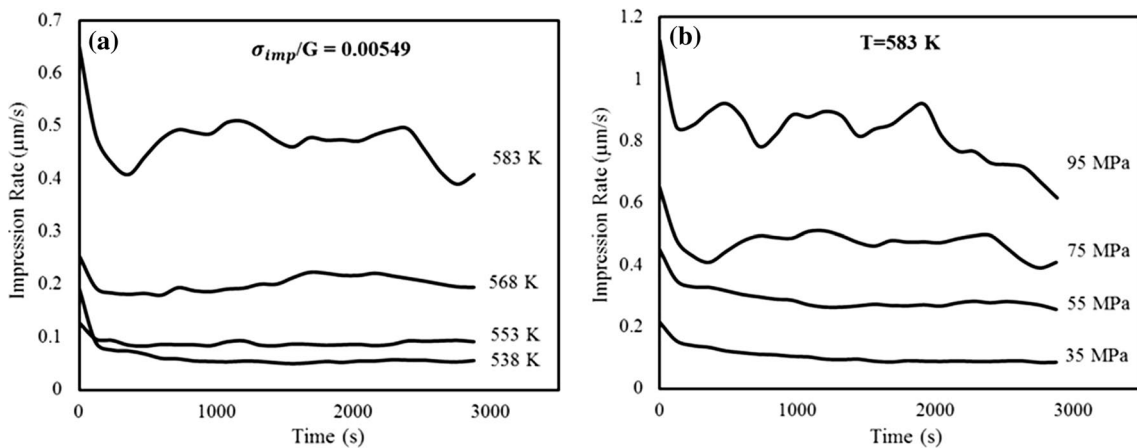 (a)
σimp/G = 0.00549
Impression Rate (µm/s)
0.7
0.6
0.5
0.4
0.3
0.2
0.1
0
583 K
568 K
553 K
538 K
0 1000 2000 3000
Time (s)
(b)
T=583 K
Impression Rate (µm/s)
1.2
1
0.8
0.6
0.4
0.2
0
95 MPa
75 MPa
55 MPa
35 MPa
0 1000 2000 3000
Time (s)